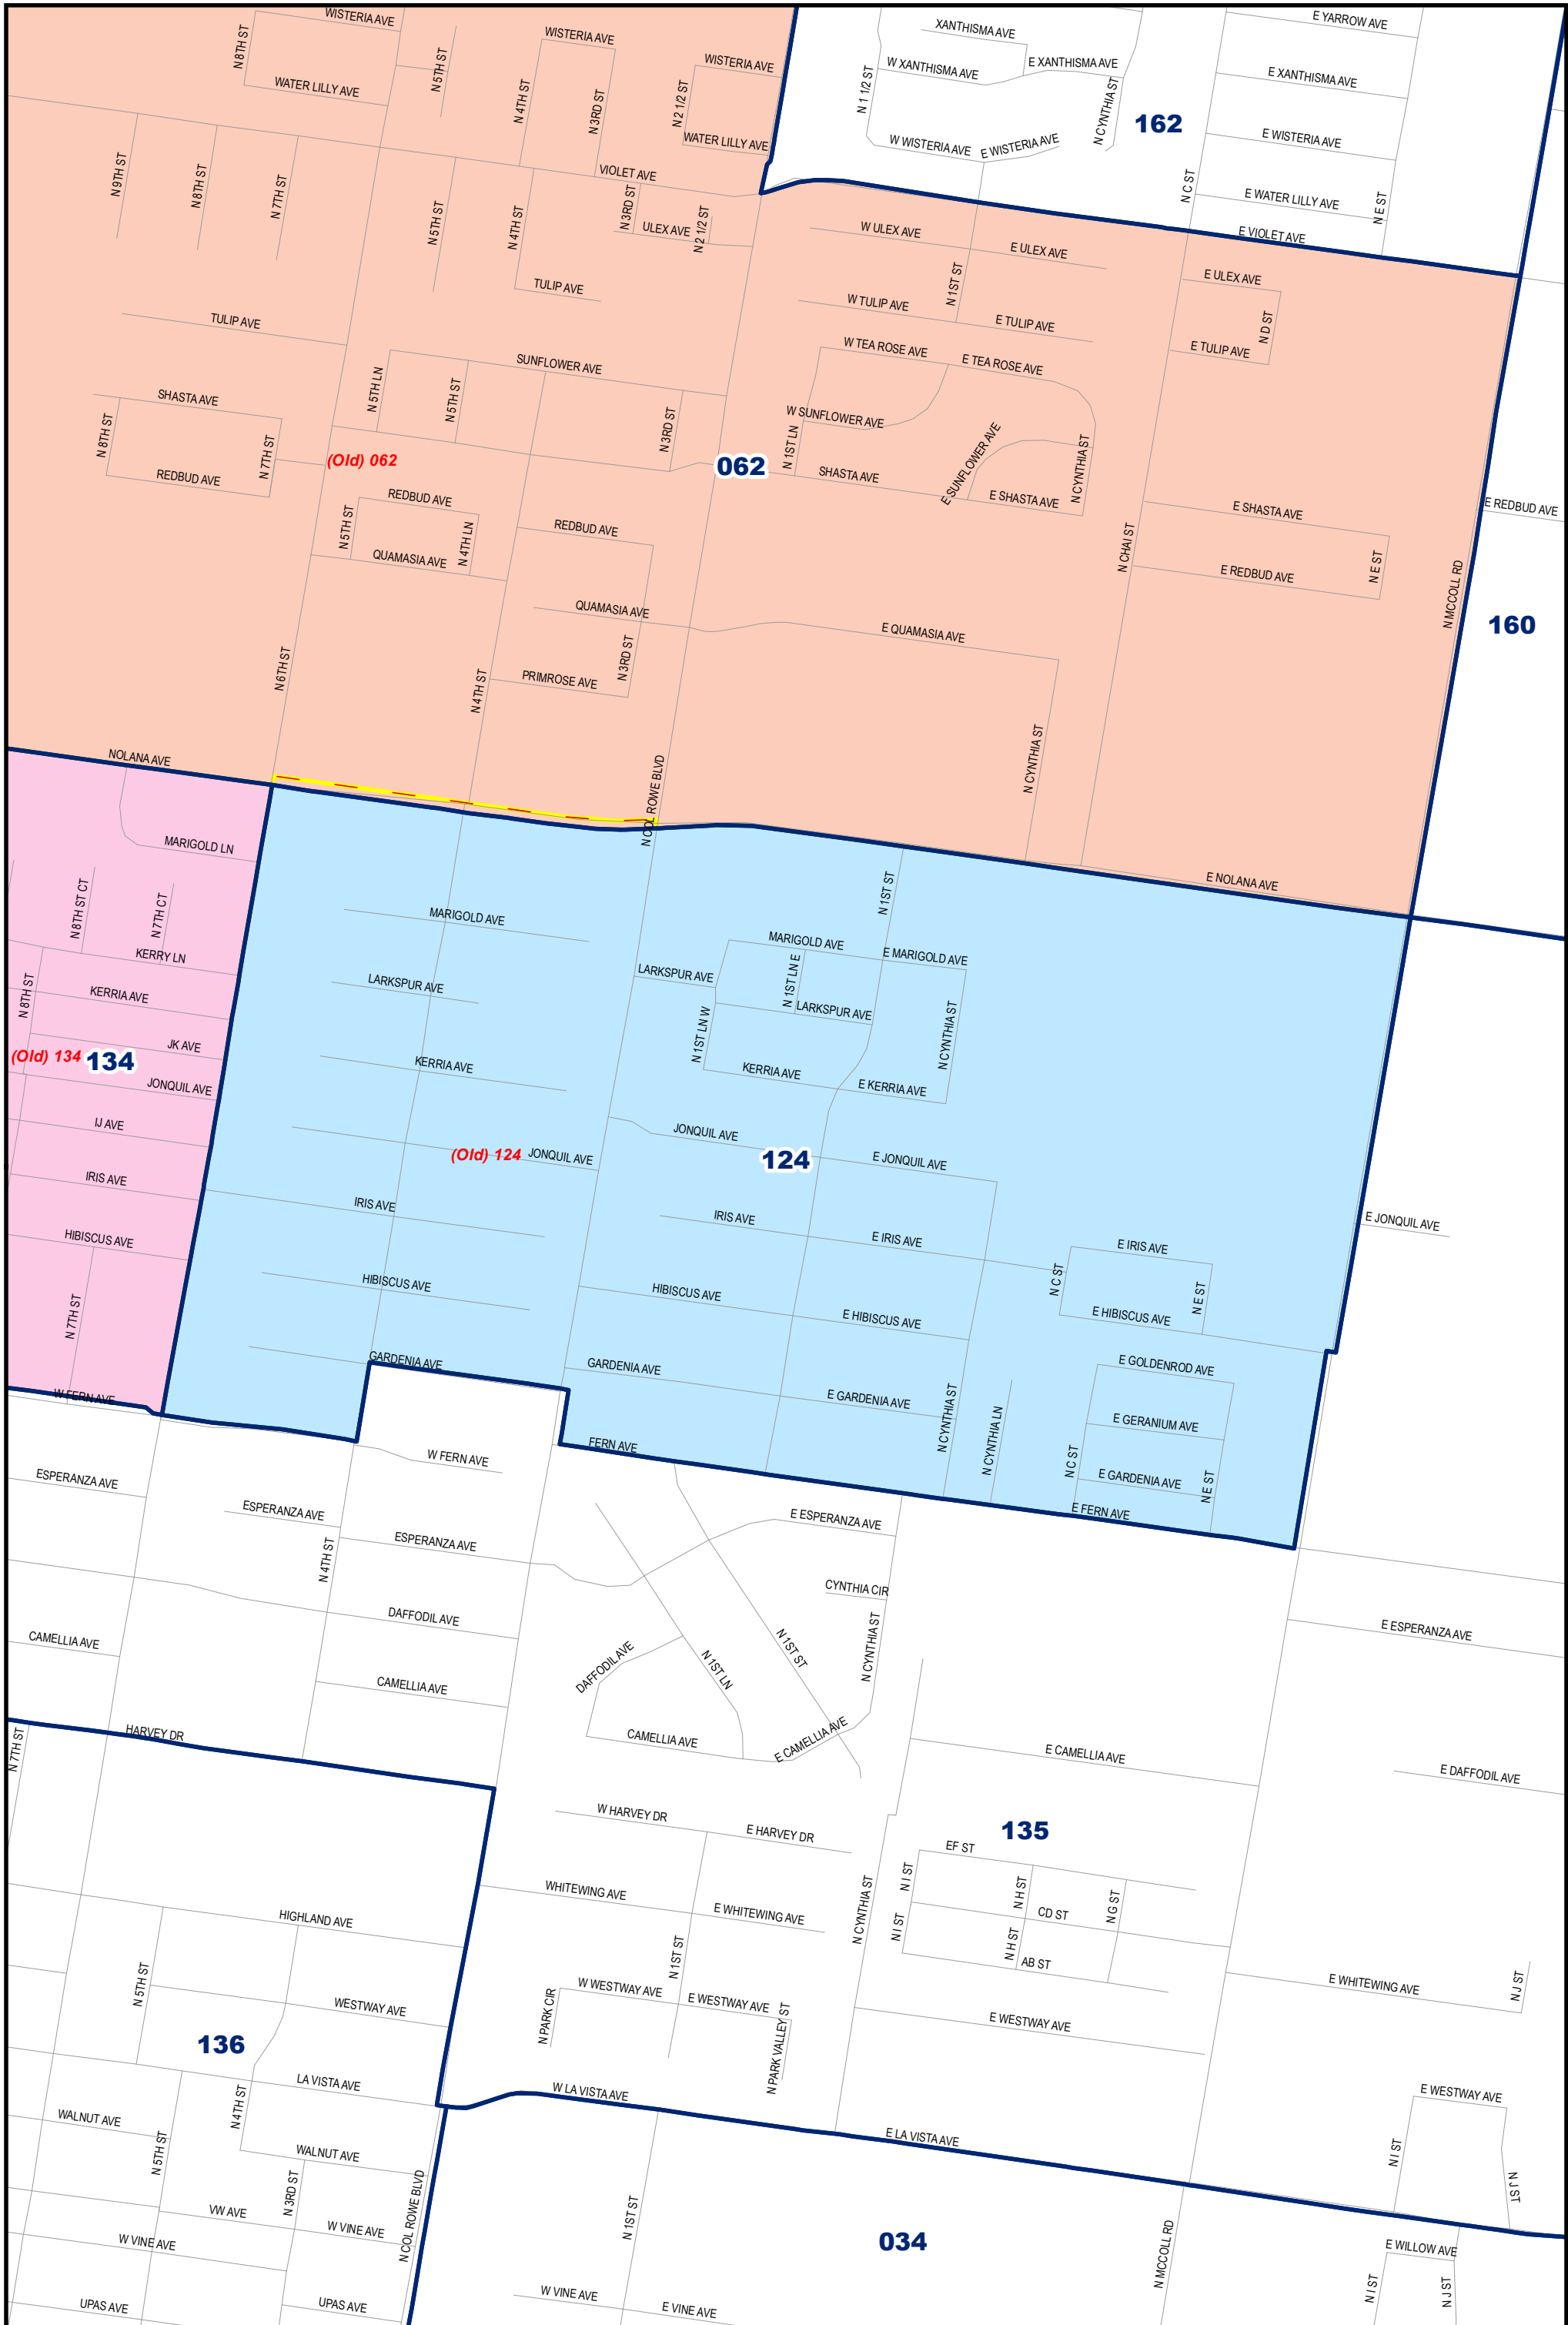 WISTERIA AVE
N 8TH ST
WATER LILLY AVE
N 5TH ST
WISTERIA AVE
N 4TH ST
N 3RD ST
WISTERIA AVE
N 2 1/2 ST
WATER LILLY AVE
VIOLET AVE
XANTHISMA AVE
W XANTHISMA AVE
E XANTHISMA AVE
N 1 1/2 ST
N CYNTHIA ST
W WISTERIA AVE
E WISTERIA AVE
162
E YARROW AVE
E XANTHISMA AVE
E WISTERIA AVE
E WATER LILLY AVE
N C ST
N E ST
E VIOLET AVE
N 9TH ST
N 8TH ST
N 7TH ST
N 5TH ST
N 4TH ST
N 3RD ST
ULEX AVE
N 2 1/2 ST
TULIP AVE
W ULEX AVE
E ULEX AVE
N 1ST ST
W TULIP AVE
E TULIP AVE
E ULEX AVE
N D ST
E TULIP AVE
TULIP AVE
SUNFLOWER AVE
N 5TH LN
N 5TH ST
N 3RD ST
W TEA ROSE AVE
E TEA ROSE AVE
W SUNFLOWER AVE
N 1ST LN
E SUNFLOWER AVE
N CYNTHIA ST
SHASTA AVE
E SHASTA AVE
SHASTA AVE
N 8TH ST
N 7TH ST
REDBUD AVE
(Old) 062
062
REDBUD AVE
N 5TH ST
N 4TH LN
QUAMASIA AVE
REDBUD AVE
QUAMASIA AVE
N 3RD ST
PRIMROSE AVE
E QUAMASIA AVE
N CHAI ST
E SHASTA AVE
E REDBUD AVE
N E ST
N MCCOLL RD
E REDBUD AVE
160
N 6TH ST
N 4TH ST
N COL ROWE BLVD
N CYNTHIA ST
NOLANA AVE
E NOLANA AVE
MARIGOLD LN
N 8TH ST CT
N 7TH CT
KERRY LN
N 8TH ST
KERRIA AVE
JK AVE
(Old) 134
134
JONQUIL AVE
IJ AVE
IRIS AVE
HIBISCUS AVE
N 7TH ST
W FERN AVE
MARIGOLD AVE
LARKSPUR AVE
KERRIA AVE
(Old) 124
JONQUIL AVE
IRIS AVE
HIBISCUS AVE
GARDENIA AVE
N 1ST ST
MARIGOLD AVE
E MARIGOLD AVE
LARKSPUR AVE
N 1ST LN E
LARKSPUR AVE
N 1ST LN W
N CYNTHIA ST
KERRIA AVE
E KERRIA AVE
JONQUIL AVE
124
E JONQUIL AVE
IRIS AVE
E IRIS AVE
HIBISCUS AVE
E HIBISCUS AVE
GARDENIA AVE
E GARDENIA AVE
FERN AVE
N CYNTHIA ST
N CYNTHIA LN
E IRIS AVE
N C ST
N E ST
E HIBISCUS AVE
E GOLDENROD AVE
E GERANIUM AVE
N C ST
E GARDENIA AVE
N E ST
E FERN AVE
E JONQUIL AVE
W FERN AVE
ESPERANZA AVE
ESPERANZA AVE
ESPERANZA AVE
N 4TH ST
DAFFODIL AVE
CAMELLIA AVE
CAMELLIA AVE
E ESPERANZA AVE
CYNTHIA CIR
N CYNTHIA ST
N 1ST ST
N 1ST LN
DAFFODIL AVE
CAMELLIA AVE
E CAMELLIA AVE
E ESPERANZA AVE
E CAMELLIA AVE
E DAFFODIL AVE
HARVEY DR
N 7TH ST
W HARVEY DR
E HARVEY DR
135
EF ST
N I ST
N H ST
N G ST
CD ST
N I ST
N H ST
AB ST
WHITEWING AVE
E WHITEWING AVE
N CYNTHIA ST
N 1ST ST
HIGHLAND AVE
N 5TH ST
WESTWAY AVE
W WESTWAY AVE
E WESTWAY AVE
N PARK CIR
N PARK VALLEY ST
E WESTWAY AVE
E WHITEWING AVE
N J ST
136
LA VISTA AVE
N 4TH ST
W LA VISTA AVE
E LA VISTA AVE
E WESTWAY AVE
N I ST
N J ST
WALNUT AVE
N 5TH ST
WALNUT AVE
N 3RD ST
VW AVE
W VINE AVE
W VINE AVE
N COL ROWE BLVD
UPAS AVE
UPAS AVE
N 1ST ST
034
W VINE AVE
E VINE AVE
N MCCOLL RD
E WILLOW AVE
N I ST
N J ST